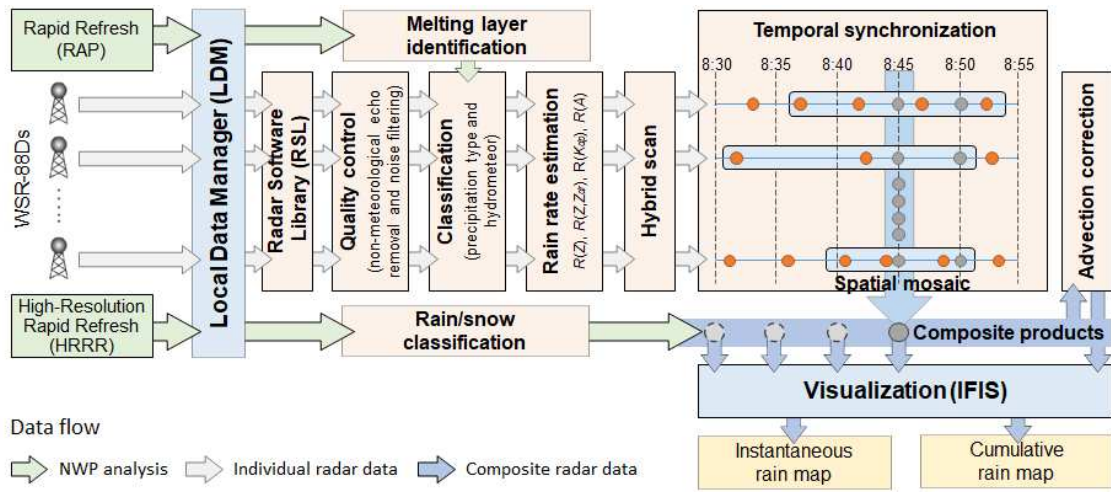 Rapid Refresh
(RAP)
WSR-88Ds
High-Resolution
Rapid Refresh
(HRRR)
Local Data Manager (LDM)
Melting layer
identification
Radar Software
Library (RSL)
Quality control
(non-meteorological echo
removal and noise filtering)
Classification
(precipitation type and
hydrometeor)
Rain rate estimation
R(Z), R(Z,Zdr), R(Kdp), R(A)
Hybrid scan
Rain/snow
classification
Temporal synchronization
8:30 8:35 8:40 8:45 8:50 8:55
Spatial mosaic
Advection correction
Composite products
Visualization (IFIS)
Instantaneous
rain map
Cumulative
rain map
Data flow
NWP analysis
Individual radar data
Composite radar data